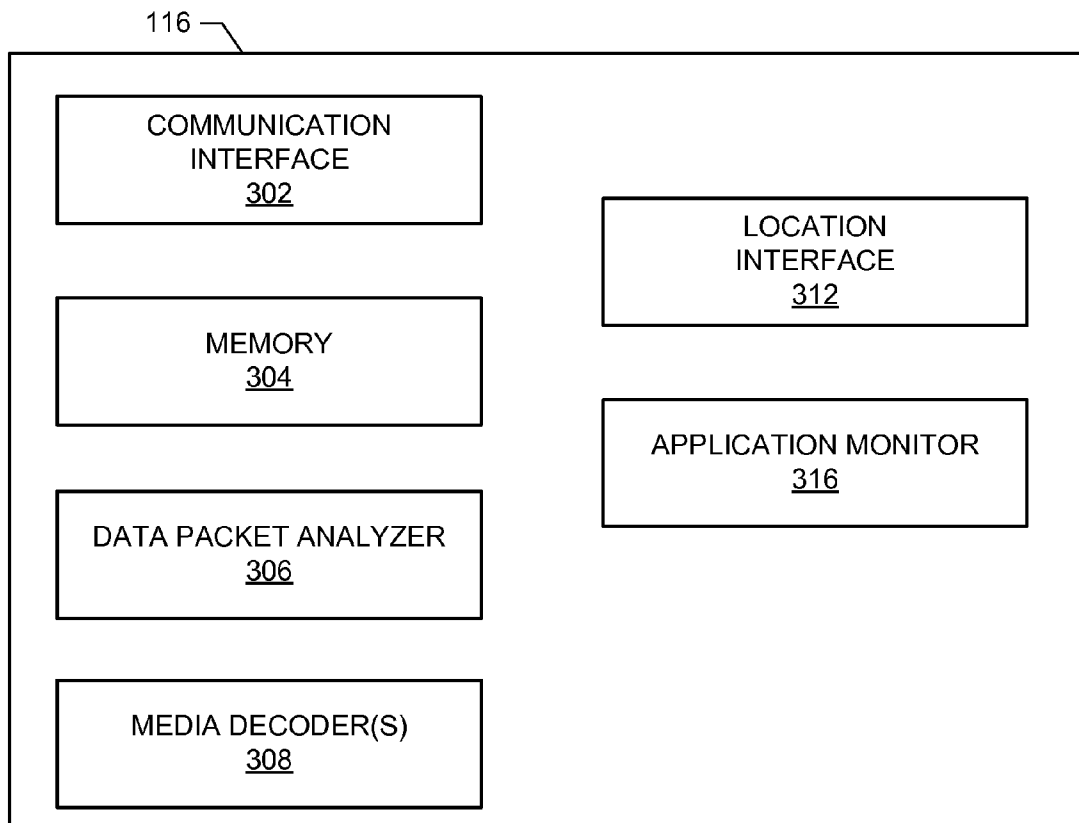 116
COMMUNICATION
INTERFACE
302
MEMORY
304
DATA PACKET ANALYZER
306
MEDIA DECODER(S)
308
LOCATION
INTERFACE
312
APPLICATION MONITOR
316